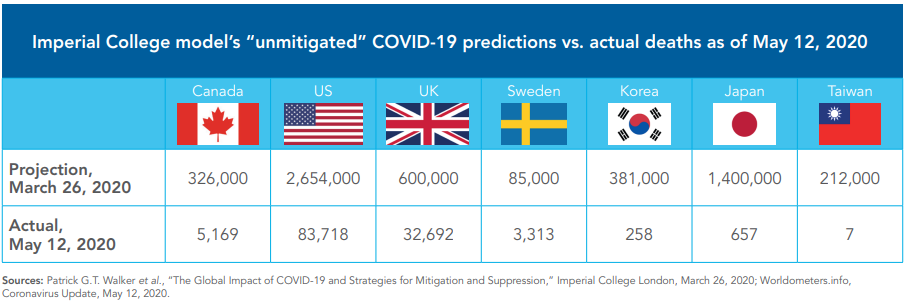 Imperial College model’s “unmitigated” COVID-19 predictions vs. actual deaths as of May 12, 2020
Canada US UK Sweden Korea Japan Taiwan
Projection,
March 26, 2020 326,000 2,654,000 600,000 85,000 381,000 1,400,000 212,000
Actual,
May 12, 2020 5,169 83,718 32,692 3,313 258 657 7
Sources: Patrick G.T. Walker et al., “The Global Impact of COVID-19 and Strategies for Mitigation and Suppression,” Imperial College London, March 26, 2020; Worldometers.info,
Coronavirus Update, May 12, 2020.